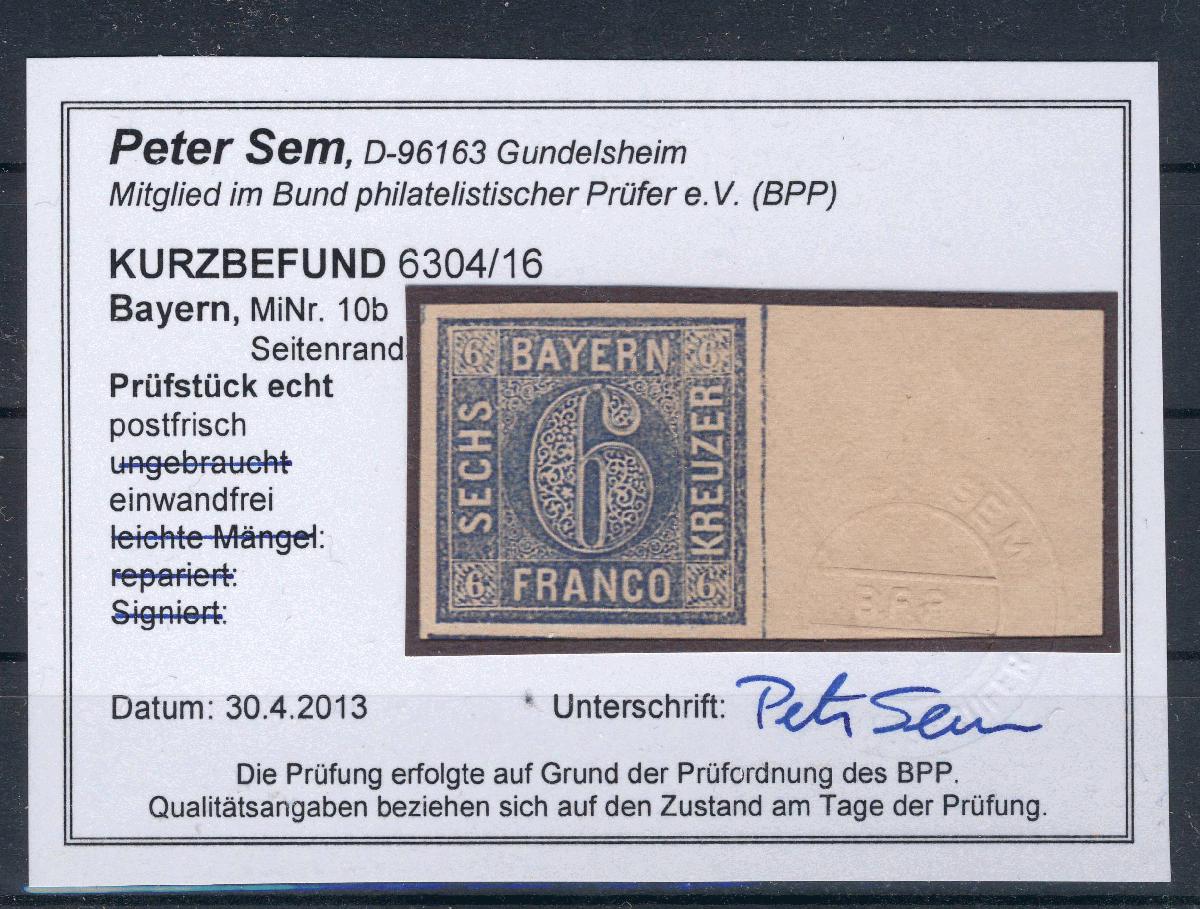 Peter Sem, D-96163 Gundelsheim
Mitglied im Bund philatelistischer Prüfer e.V. (BPP)
KURZBEFUND 6304/16
Bayern, MiNr. 10b
Seitenrand
Prüfstück echt
postfrisch
ungebraucht
einwandfrei
leichte Mängel:
repariert:
Signiert:
6 BAYERN 6
SECHS
6
KREUZER
6 FRANCO 6
SEM
Datum: 30.4.2013
Unterschrift: Peter Sem
Die Prüfung erfolgte auf Grund der Prüfordnung des BPP.
Qualitätsangaben beziehen sich auf den Zustand am Tage der Prüfung.